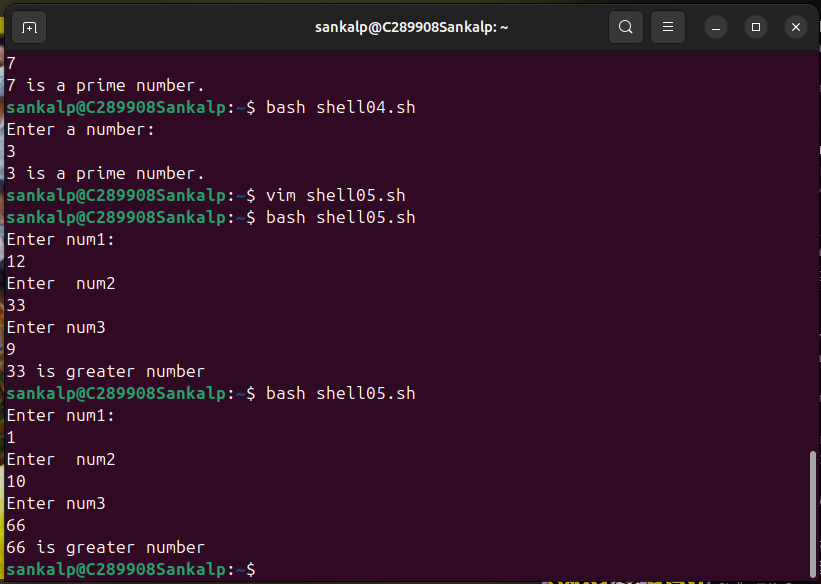 sankalp@C289908Sankalp: ~
7
7 is a prime number.
sankalp@C289908Sankalp:~$ bash shell04.sh
Enter a number:
3
3 is a prime number.
sankalp@C289908Sankalp:~$ vim shell05.sh
sankalp@C289908Sankalp:~$ bash shell05.sh
Enter num1:
12
Enter  num2
33
Enter num3
9
33 is greater number
sankalp@C289908Sankalp:~$ bash shell05.sh
Enter num1:
1
Enter  num2
10
Enter num3
66
66 is greater number
sankalp@C289908Sankalp:~$